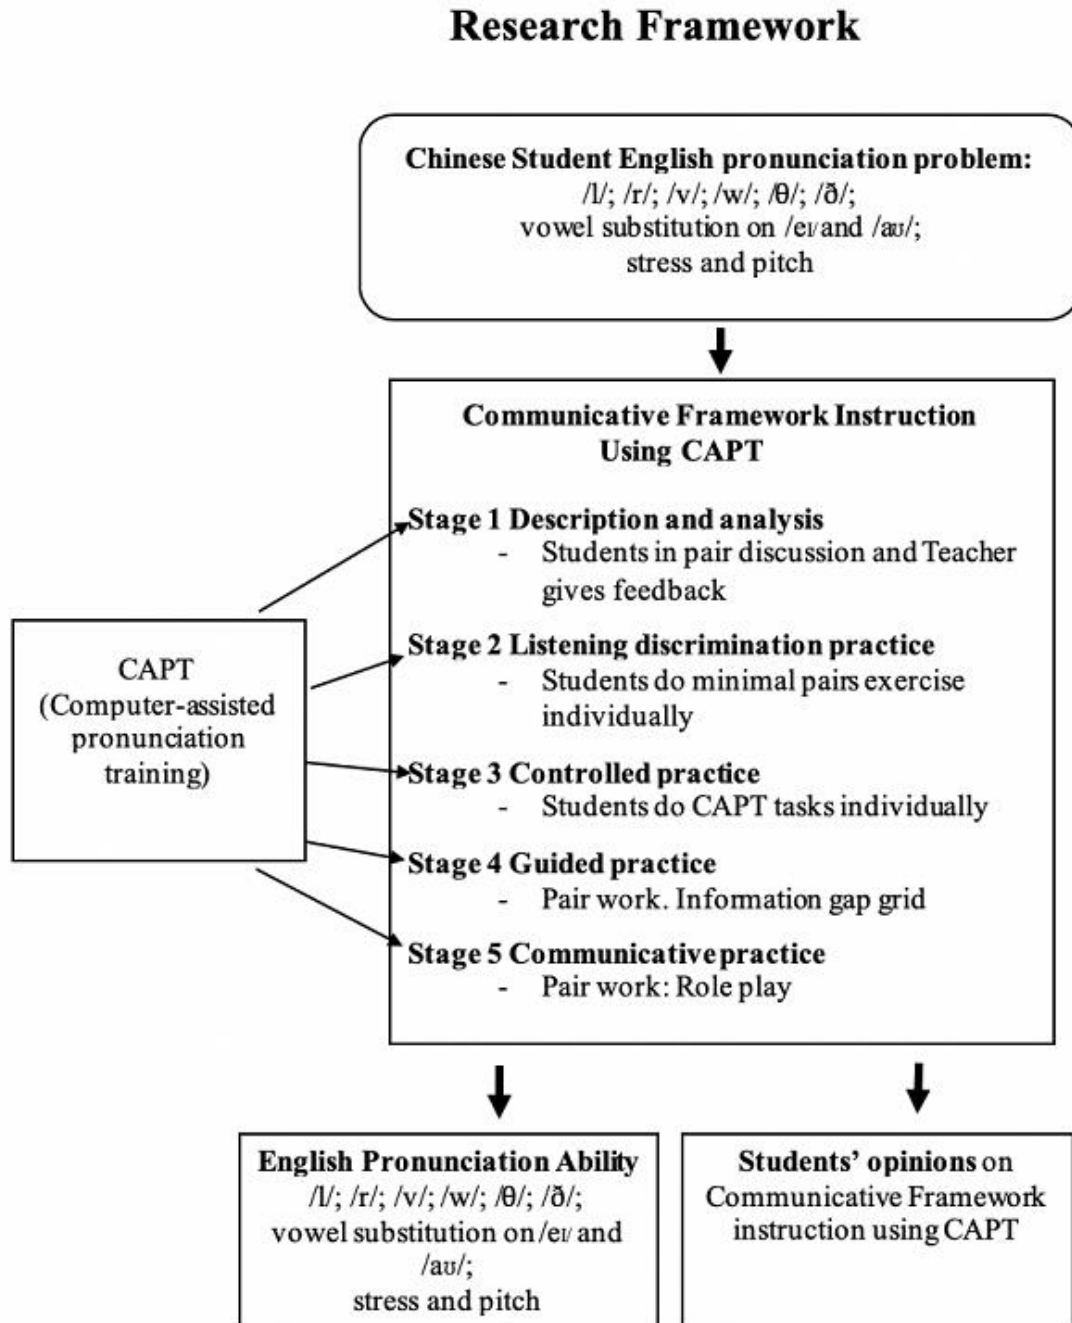 Research Framework
Chinese Student English pronunciation problem:
/l/; /r/; /v/; /w/; /θ/; /ð/;
vowel substitution on /eɪ/ and /aʊ/;
stress and pitch
Communicative Framework Instruction
Using CAPT
Stage 1 Description and analysis
- Students in pair discussion and Teacher
gives feedback
Stage 2 Listening discrimination practice
- Students do minimal pairs exercise
individually
Stage 3 Controlled practice
- Students do CAPT tasks individually
Stage 4 Guided practice
- Pair work. Information gap grid
Stage 5 Communicative practice
- Pair work: Role play
CAPT
(Computer-assisted
pronunciation
training)
English Pronunciation Ability
/l/; /r/; /v/; /w/; /θ/; /ð/;
vowel substitution on /eɪ/ and
/aʊ/;
stress and pitch
Students’ opinions on
Communicative Framework
instruction using CAPT